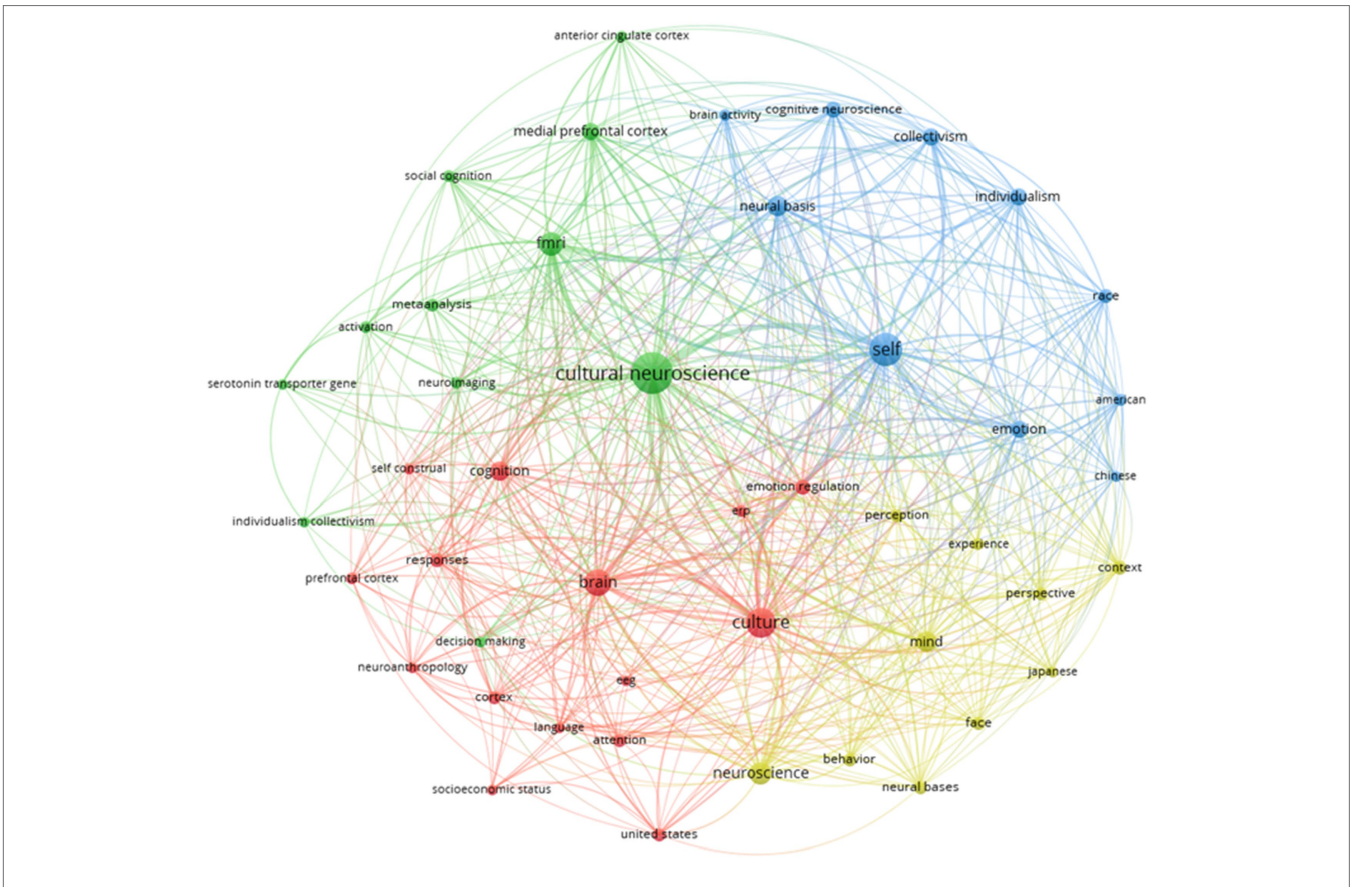 anterior cingulate cortex
brain activity
cognitive neuroscience
medial prefrontal cortex
collectivism
social cognition
individualism
neural basis
fmri
race
metaanalysis
activation
self
cultural neuroscience
serotonin transporter gene
neuroimaging
american
emotion
self construal
cognition
chinese
emotion regulation
erp
perception
individualism collectivism
experience
responses
context
prefrontal cortex
brain
perspective
culture
decision making
mind
neuroanthropology
japanese
eeg
cortex
face
language
attention
behavior
neuroscience
neural bases
socioeconomic status
united states